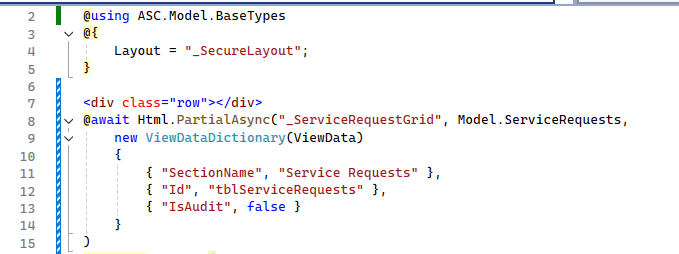 2 @using ASC.Model.BaseTypes
3 @{
4     Layout = "_SecureLayout";
5 }
6
7 <div class="row"></div>
8 @await Html.PartialAsync("_ServiceRequestGrid", Model.ServiceRequests,
9     new ViewDataDictionary(ViewData)
10     {
11         { "SectionName", "Service Requests" },
12         { "Id", "tblServiceRequests" },
13         { "IsAudit", false }
14     }
15 )